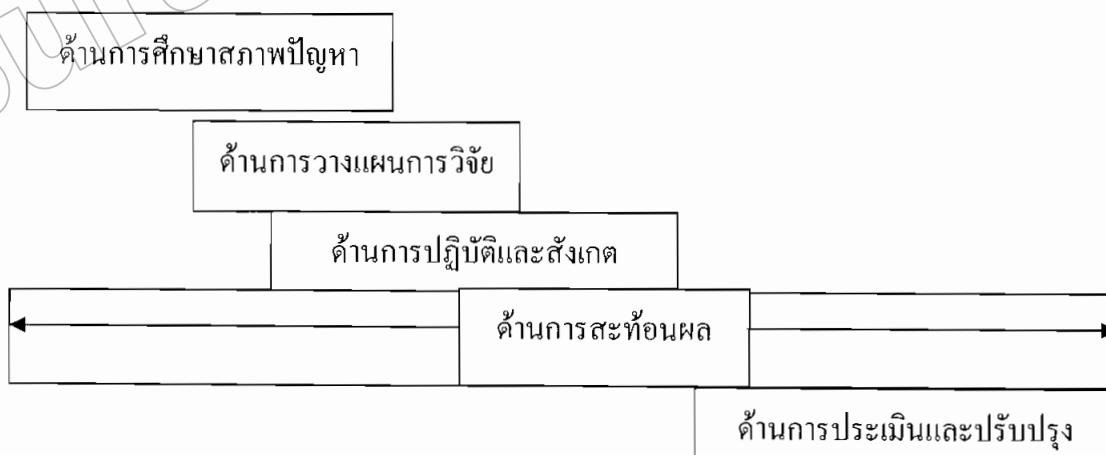 ด้านการศึกษาสภาพปัญหา
ด้านการวางแผนการวิจัย
ด้านการปฏิบัติและสังเกต
ด้านการสะท้อนผล
ด้านการประเมินและปรับปรุง